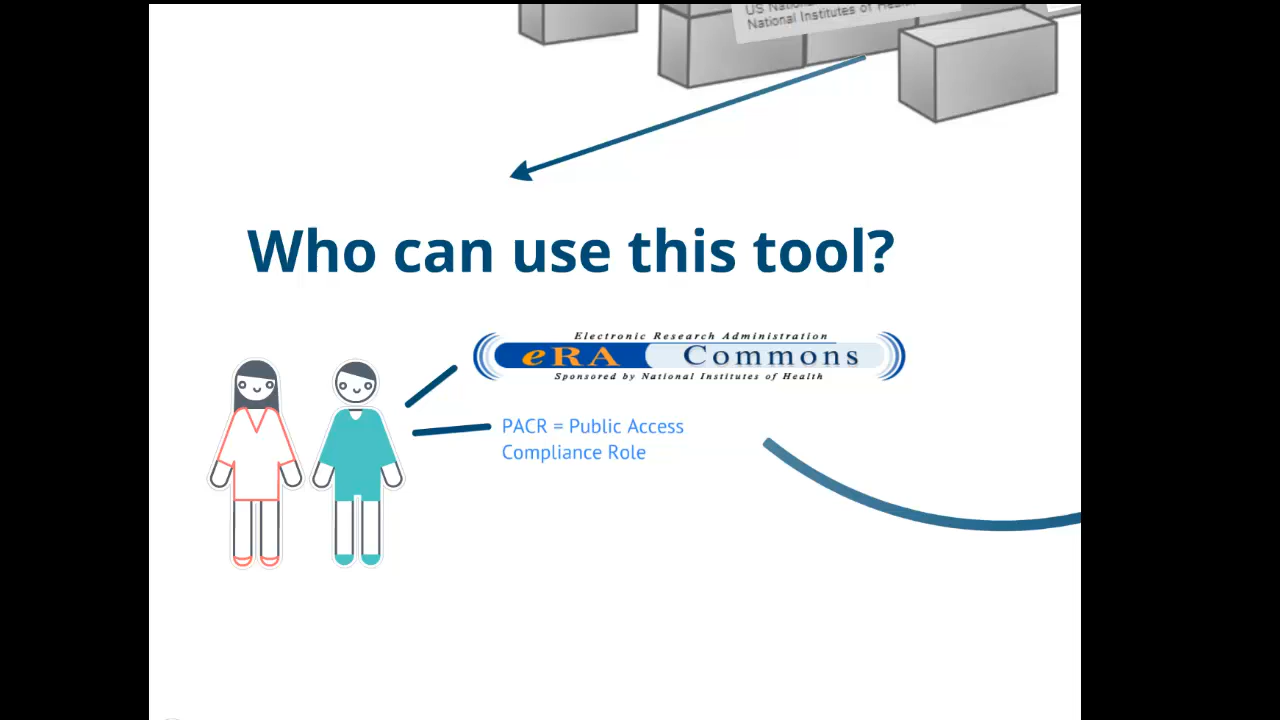 US Nation
National Institutes of Health
Who can use this tool?
Electronic Research Administration
eRA Commons
Sponsored by National Institutes of Health
PACR = Public Access
Compliance Role